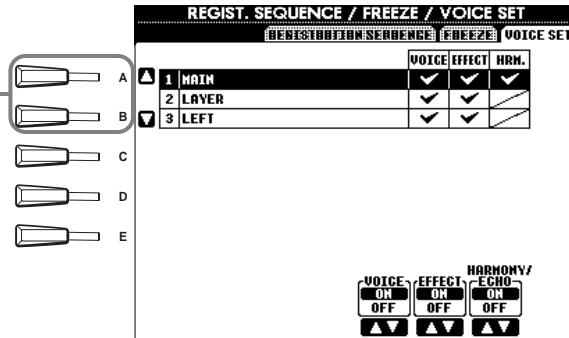 REGIST. SEQUENCE / FREEZE / VOICE SET
REGISTRATION SEQUENCE FREEZE VOICE SET
VOICE EFFECT HRM.
A 1 MAIN
2 LAYER
B 3 LEFT
C
D
E
HARMONY/
VOICE EFFECT ECHO
ON ON ON
OFF OFF OFF